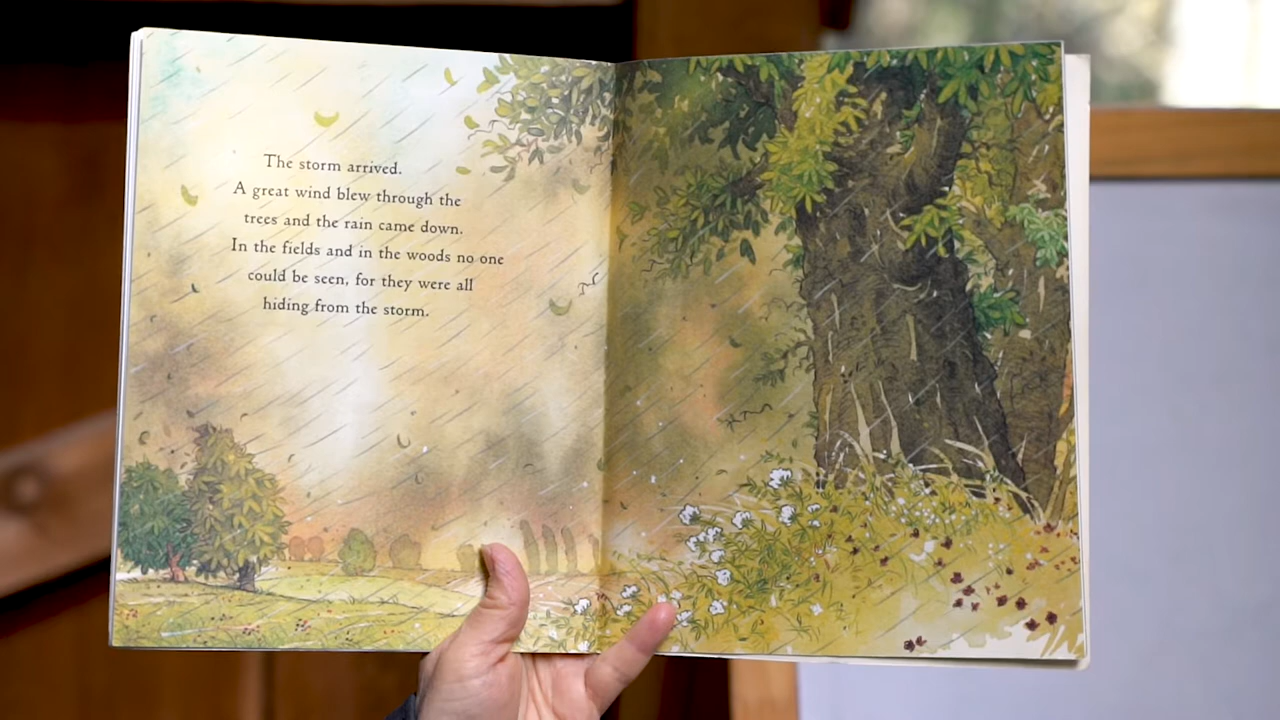 The storm arrived.
A great wind blew through the
trees and the rain came down.
In the fields and in the woods no one
could be seen, for they were all
hiding from the storm.